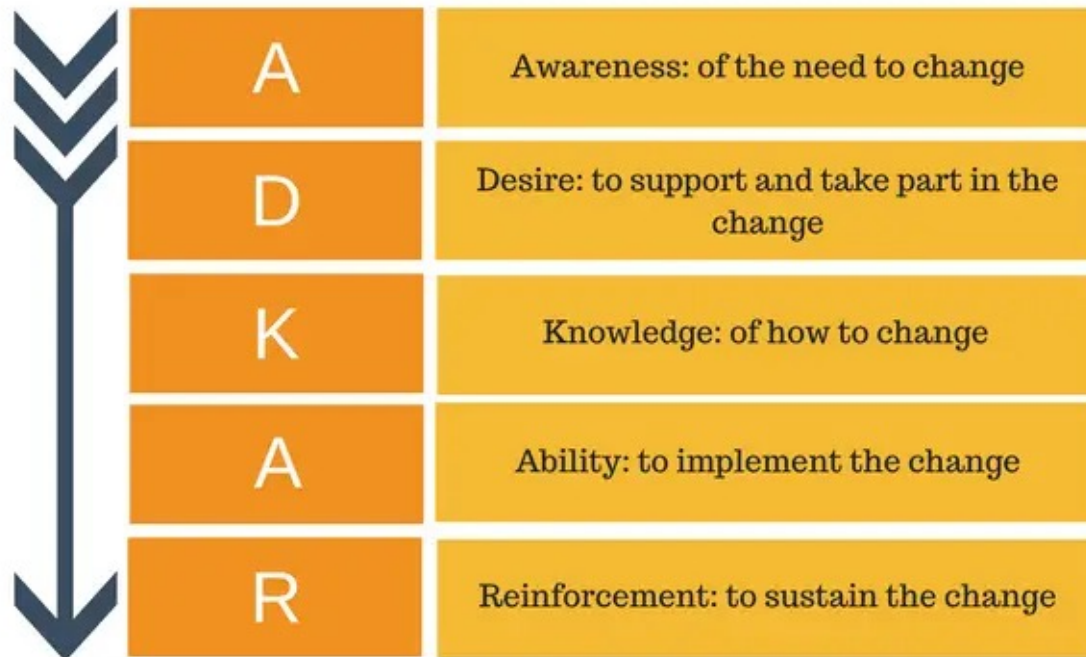 A
Awareness: of the need to change
D
Desire: to support and take part in the
change
K
Knowledge: of how to change
A
Ability: to implement the change
R
Reinforcement: to sustain the change